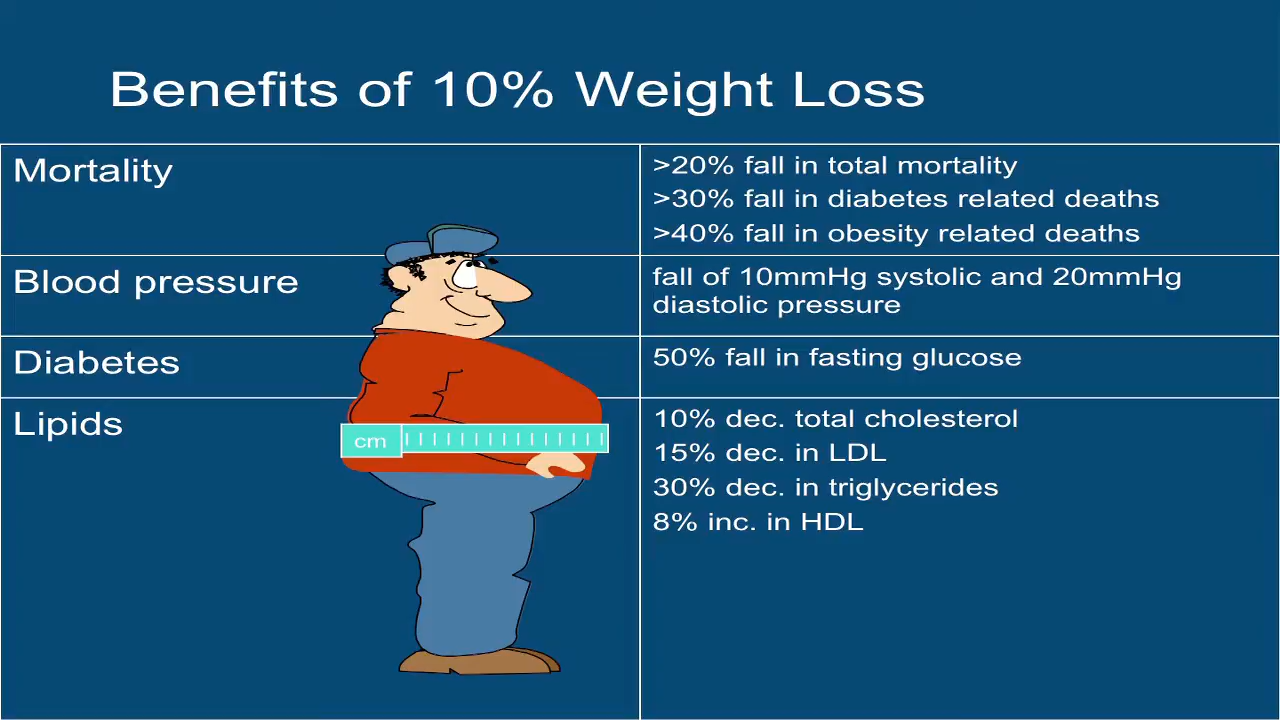 Benefits of 10% Weight Loss
Mortality
>20% fall in total mortality
>30% fall in diabetes related deaths
>40% fall in obesity related deaths
Blood pressure
fall of 10mmHg systolic and 20mmHg
diastolic pressure
Diabetes
50% fall in fasting glucose
Lipids
10% dec. total cholesterol
15% dec. in LDL
30% dec. in triglycerides
8% inc. in HDL
cm